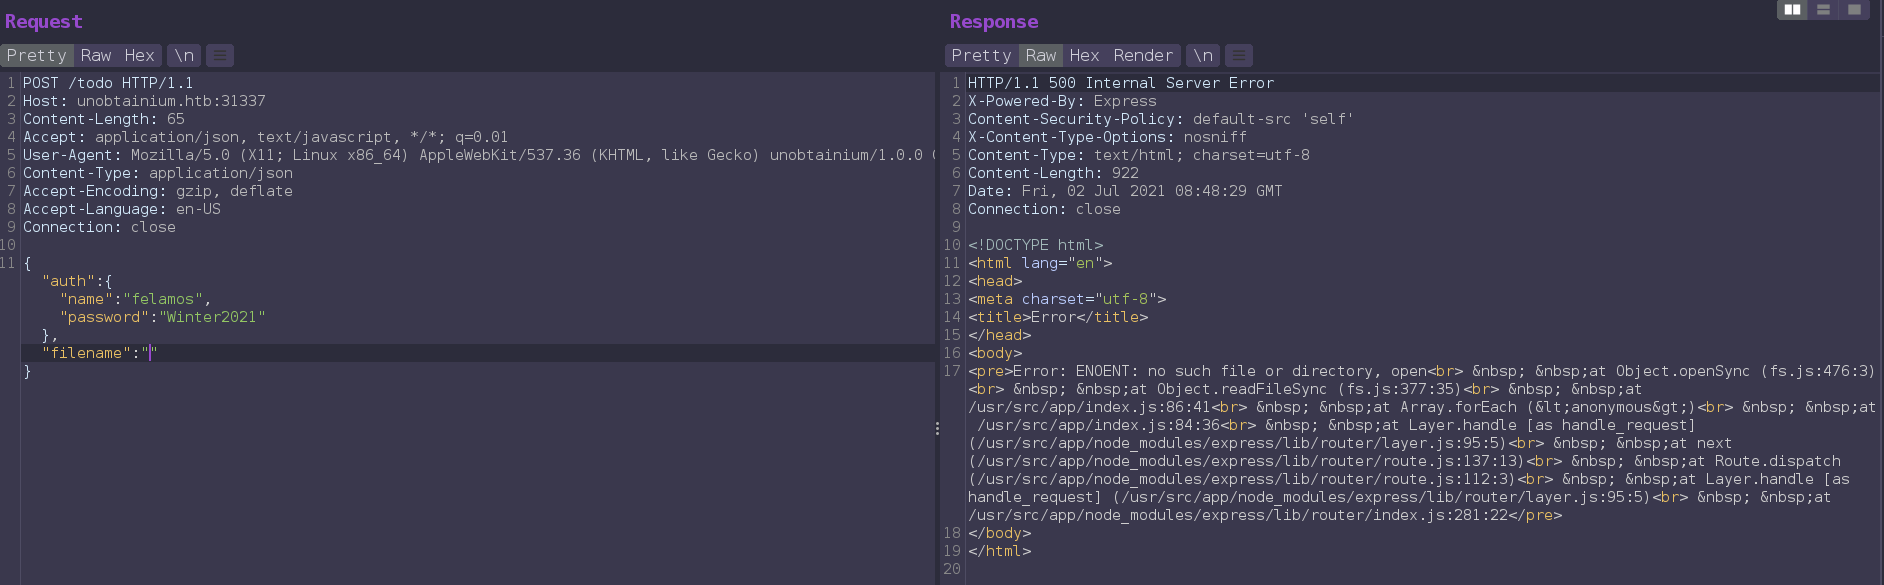 Request
Pretty Raw Hex \n
1 POST /todo HTTP/1.1
2 Host: unobtainium.htb:31337
3 Content-Length: 65
4 Accept: application/json, text/javascript, */*; q=0.01
5 User-Agent: Mozilla/5.0 (X11; Linux x86_64) AppleWebKit/537.36 (KHTML, like Gecko) unobtainium/1.0.0
6 Content-Type: application/json
7 Accept-Encoding: gzip, deflate
8 Accept-Language: en-US
9 Connection: close
10
11 {
"auth":{
"name":"felamos",
"password":"Winter2021"
},
"filename":""
}
Response
Pretty Raw Hex Render \n
1 HTTP/1.1 500 Internal Server Error
2 X-Powered-By: Express
3 Content-Security-Policy: default-src 'self'
4 X-Content-Type-Options: nosniff
5 Content-Type: text/html; charset=utf-8
6 Content-Length: 922
7 Date: Fri, 02 Jul 2021 08:48:29 GMT
8 Connection: close
9
10 <!DOCTYPE html>
11 <html lang="en">
12 <head>
13 <meta charset="utf-8">
14 <title>Error</title>
15 </head>
16 <body>
17 <pre>Error: ENOENT: no such file or directory, open<br> &nbsp; &nbsp;at Object.openSync (fs.js:476:3)
<br> &nbsp; &nbsp;at Object.readFileSync (fs.js:377:35)<br> &nbsp; &nbsp;at
/usr/src/app/index.js:86:41<br> &nbsp; &nbsp;at Array.forEach (&lt;anonymous&gt;)<br> &nbsp; &nbsp;at
/usr/src/app/index.js:84:36<br> &nbsp; &nbsp;at Layer.handle [as handle_request]
(/usr/src/app/node_modules/express/lib/router/layer.js:95:5)<br> &nbsp; &nbsp;at next
(/usr/src/app/node_modules/express/lib/router/route.js:137:13)<br> &nbsp; &nbsp;at Route.dispatch
(/usr/src/app/node_modules/express/lib/router/route.js:112:3)<br> &nbsp; &nbsp;at Layer.handle [as
handle_request] (/usr/src/app/node_modules/express/lib/router/layer.js:95:5)<br> &nbsp; &nbsp;at
/usr/src/app/node_modules/express/lib/router/index.js:281:22</pre>
18 </body>
19 </html>
20